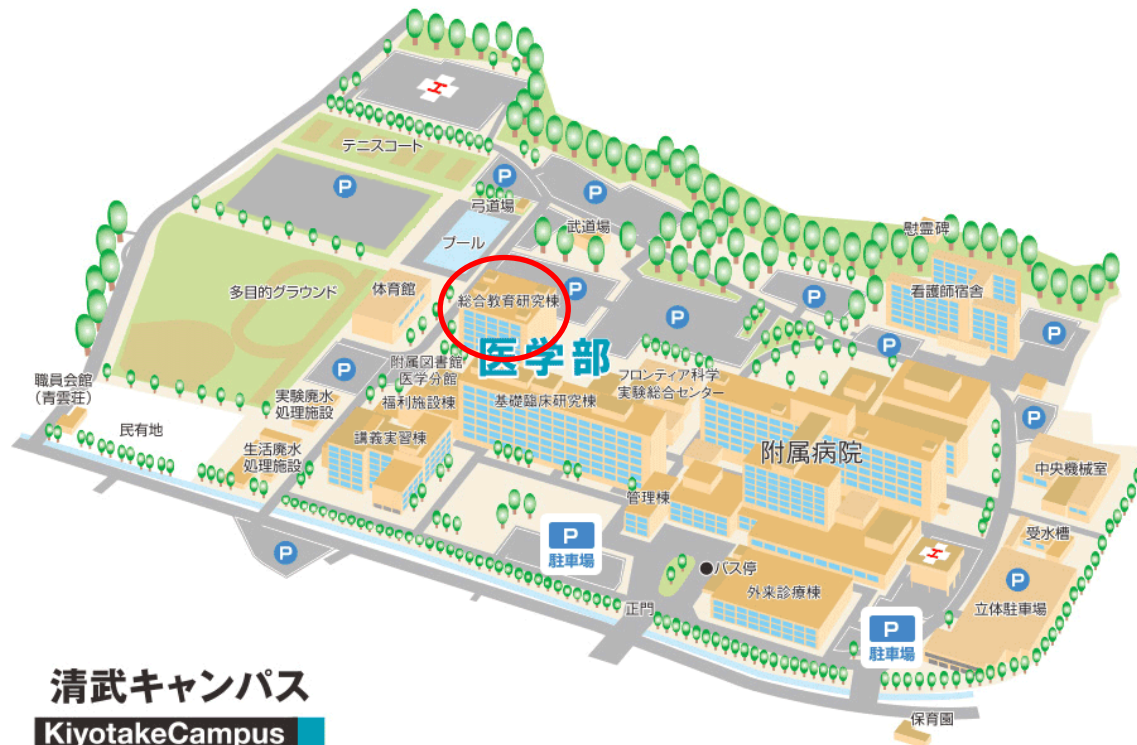 テニスコート
P
P
P
弓道場
プール
武道場
慰霊碑
多目的グラウンド
体育館
総合教育研究棟
P
P
P
看護師宿舎
P
P
医学部
附属図書館
医学分館
フロンティア科学
実験総合センター
P
職員会館
(青雲荘)
実験廃水
処理施設
福利施設棟
基礎臨床研究棟
P
民有地
講義実習棟
生活廃水
処理施設
附属病院
中央機械室
管理棟
P
駐車場
P
受水槽
バス停
外来診療棟
P
立体駐車場
正門
P
駐車場
保育園
清武キャンパス
KiyotakeCampus